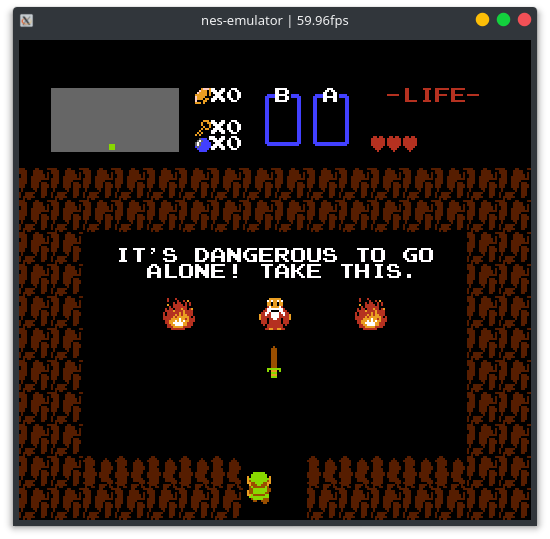 nes-emulator | 59.96fps
X0
B
A
-LIFE-
X0
X0
IT'S DANGEROUS TO GO
ALONE! TAKE THIS.